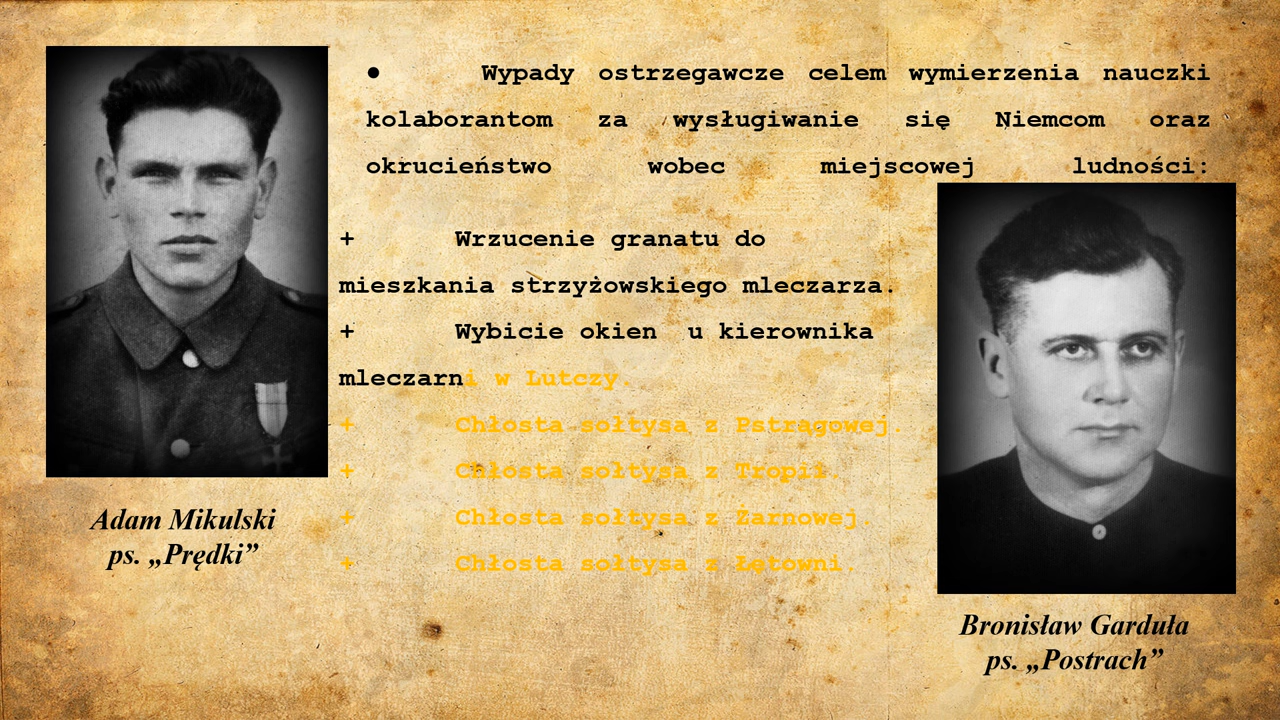 ● Wypady ostrzegawcze celem wymierzenia nauczki
kolaborantom za wysługiwanie się Niemcom oraz
okrucieństwo wobec miejscowej ludności:
+ Wrzucenie granatu do
mieszkania strzyżowskiego mleczarza.
+ Wybicie okien u kierownika
mleczarni w Lutczy.
+ Chłosta sołtysa z Pstrągowej.
+ Chłosta sołtysa z Tropii.
+ Chłosta sołtysa z Żarnowej.
+ Chłosta sołtysa z Łętowni.
Adam Mikulski
ps. „Prędki”
Bronisław Garduła
ps. „Postrach”